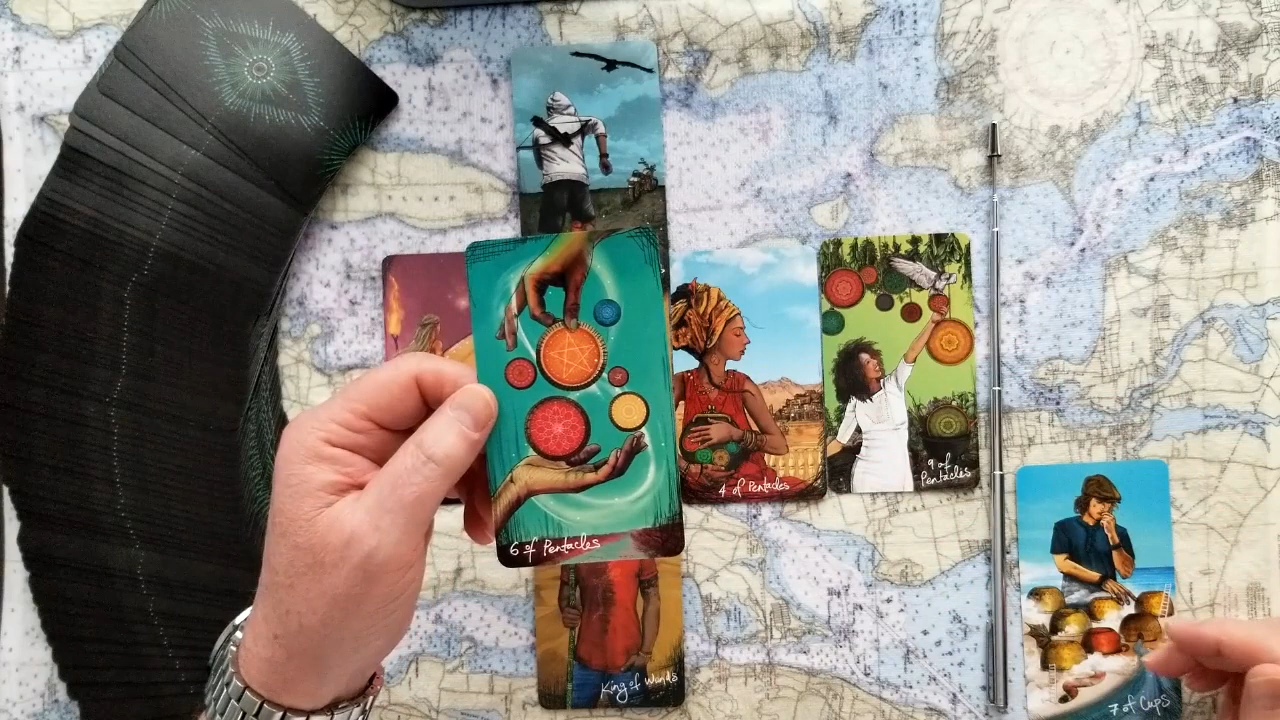 6 of Pentacles
4 of Pentacles
9 of
Pentacles
King of Wands
7 of Cups